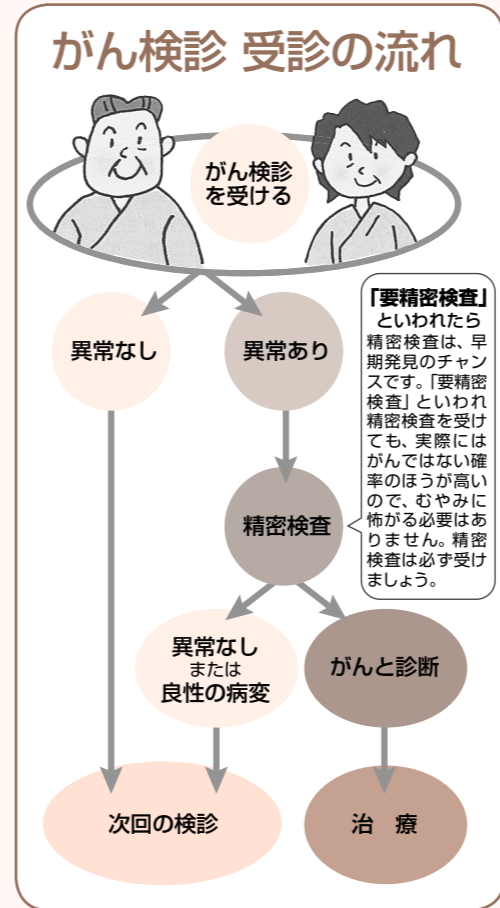 がん検診 受診の流れ
がん検診
を受ける
異常なし
異常あり
「要精密検査」
といわれたら
精密検査は、早
期発見のチャン
スです。「要精密
検査」といわれ
精密検査を受け
ても、実際には
がんではない確
率のほうが高い
ので、むやみに
怖がる必要はあ
りません。精密
検査は必ず受け
ましょう。
精密検査
異常なし
または
良性の病変
がんと診断
次回の検診
治　療